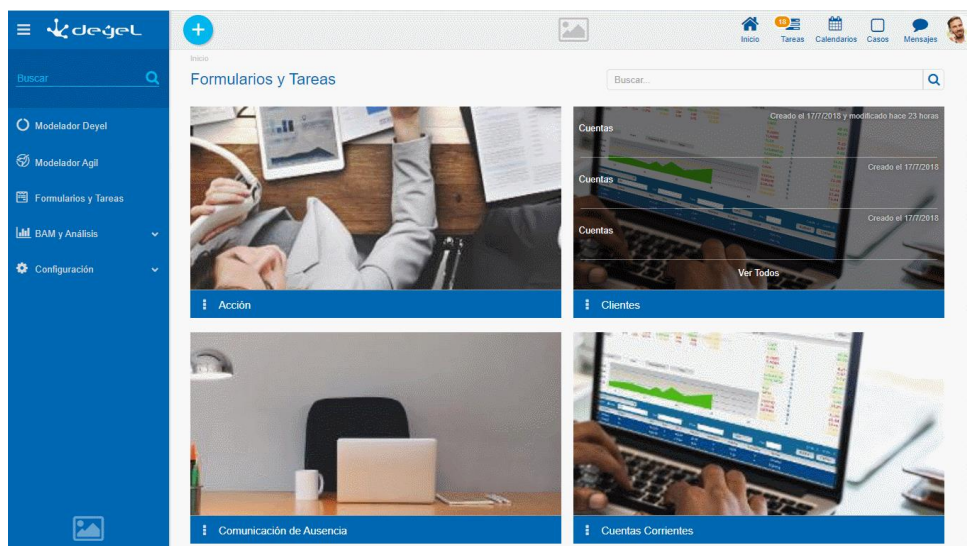 deyel
Inicio
18
Tareas
Calendarios
Casos
Mensajes
Buscar
Inicio
Formularios y Tareas
Buscar...
Modelador Deyel
Modelador Agil
Formularios y Tareas
BAM y Análisis
Configuración
Creado el 17/7/2018 y modificado hace 23 horas
Cuentas
Creado el 17/7/2018
Cuentas
Creado el 17/7/2018
Cuentas
Ver Todos
Acción
Clientes
Comunicación de Ausencia
Cuentas Corrientes